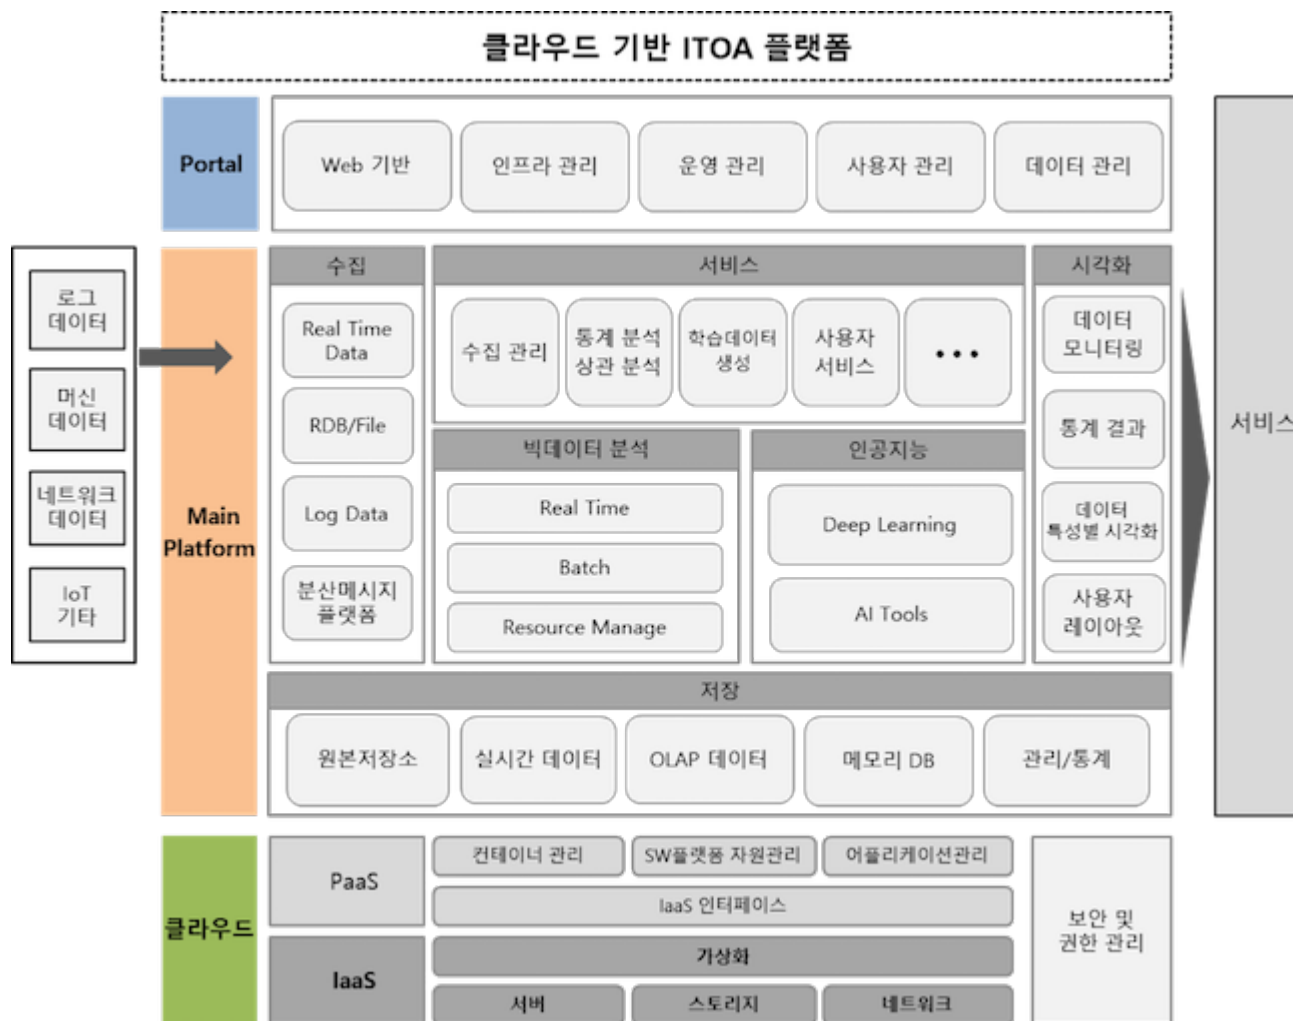 클라우드 기반 ITOA 플랫폼
Portal
Web 기반
인프라 관리
운영 관리
사용자 관리
데이터 관리
로그
데이터
머신
데이터
네트워크
데이터
IoT
기타
Main
Platform
수집
Real Time
Data
RDB/File
Log Data
분산메시지
플랫폼
서비스
수집 관리
통계 분석
상관 분석
학습데이터
생성
사용자
서비스
•••
빅데이터 분석
Real Time
Batch
Resource Manage
인공지능
Deep Learning
AI Tools
시각화
데이터
모니터링
통계 결과
데이터
특성별 시각화
사용자
레이아웃
저장
원본저장소
실시간 데이터
OLAP 데이터
메모리 DB
관리/통계
서비스
클라우드
PaaS
컨테이너 관리
SW플랫폼 자원관리
어플리케이션관리
IaaS 인터페이스
IaaS
가상화
서버
스토리지
네트워크
보안 및
권한 관리